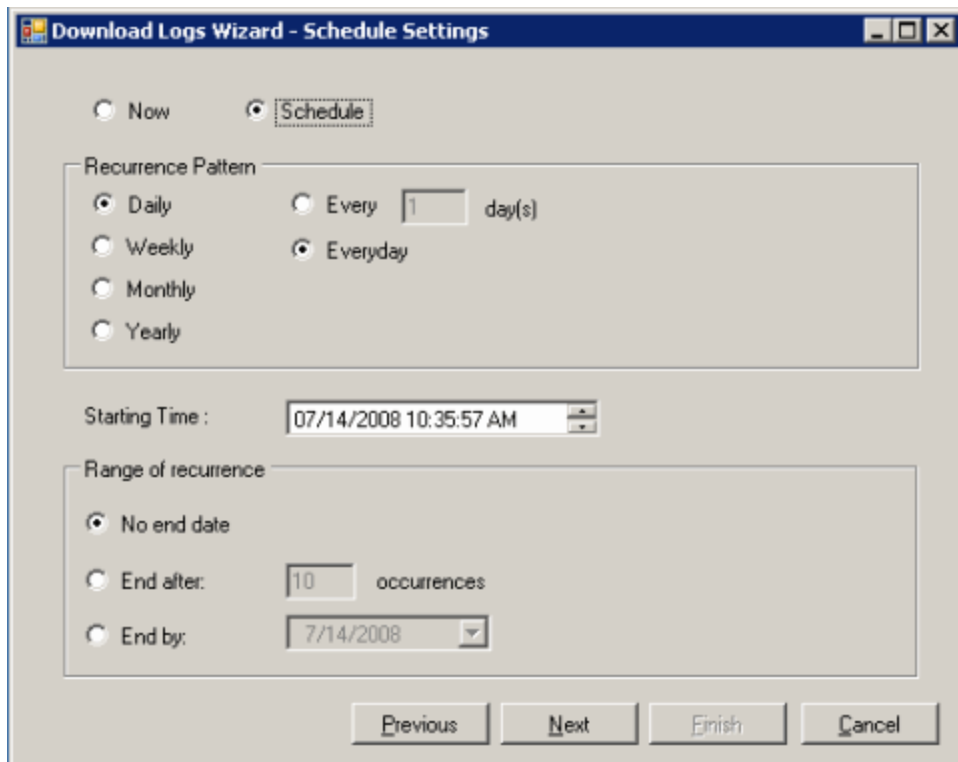 Download Logs Wizard - Schedule Settings
Now Schedule
Recurrence Pattern
Daily Every 1 day(s)
Weekly Everyday
Monthly
Yearly
Starting Time : 07/14/2008 10:35:57 AM
Range of recurrence
No end date
End after: 10 occurrences
End by: 7/14/2008
Previous Next Finish Cancel